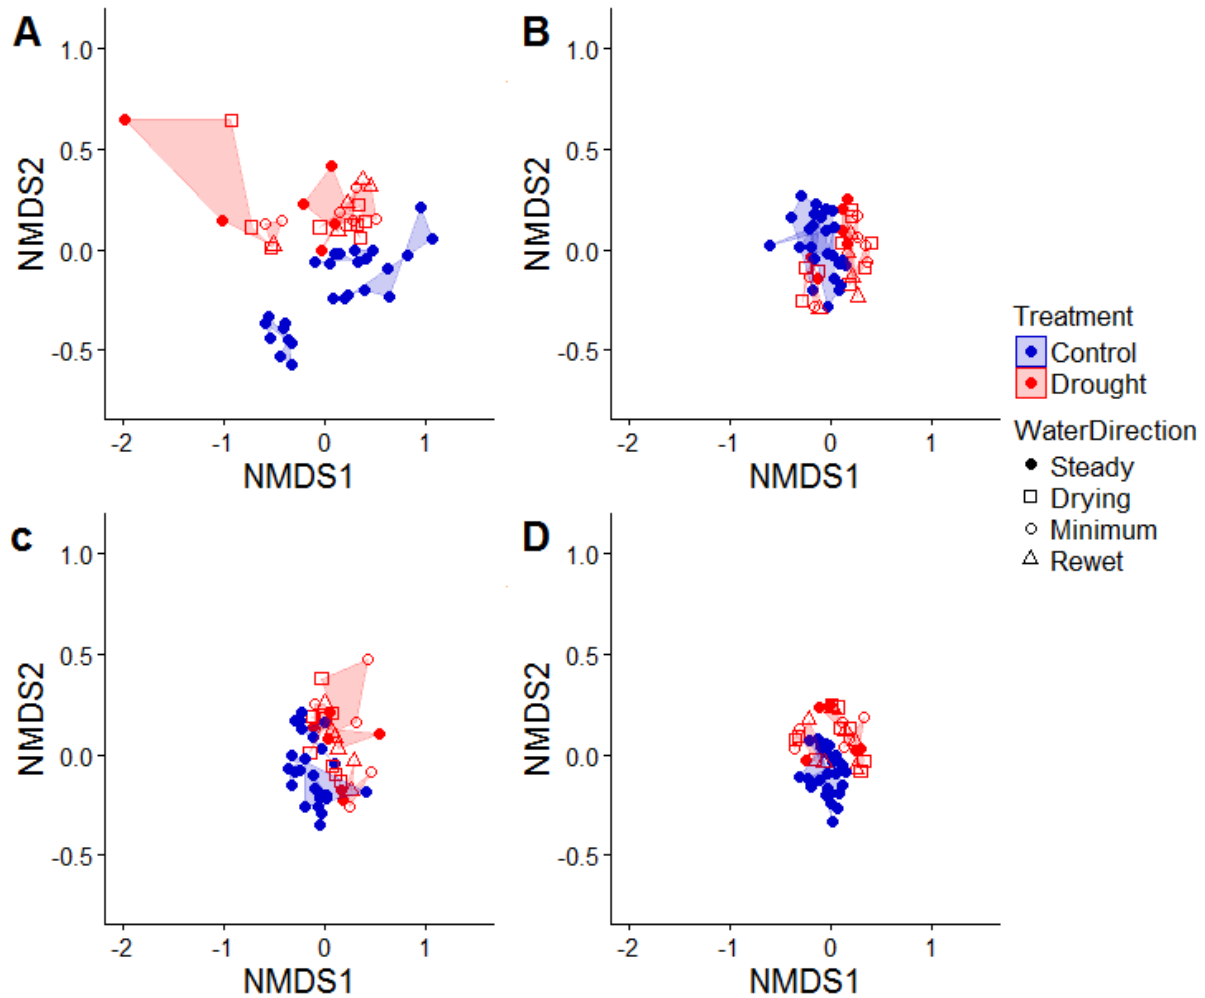 A
NMDS2
1.0
0.5
0.0
-0.5
-2
-1
0
1
NMDS1
B
NMDS2
1.0
0.5
0.0
-0.5
-2
-1
0
1
NMDS1
Treatment
Control
Drought
WaterDirection
Steady
Drying
Minimum
Rewet
c
NMDS2
1.0
0.5
0.0
-0.5
-2
-1
0
1
NMDS1
D
NMDS2
1.0
0.5
0.0
-0.5
-2
-1
0
1
NMDS1